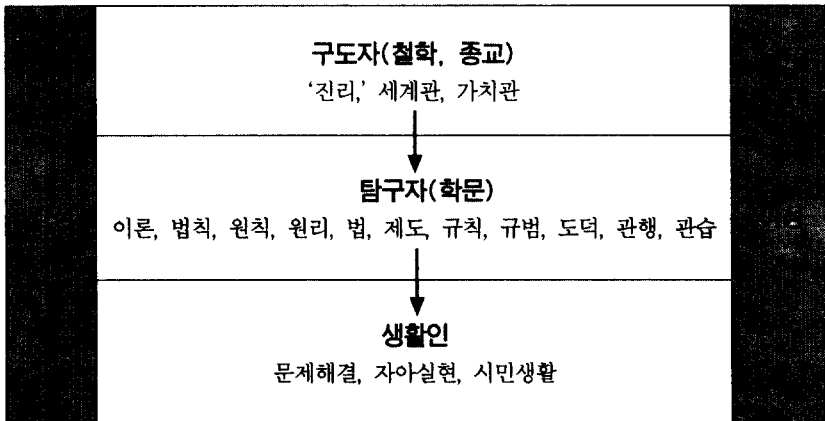 구도자(철학, 종교)
‘진리,’ 세계관, 가치관
탐구자(학문)
이론, 법칙, 원칙, 원리, 법, 제도, 규칙, 규범, 도덕, 관행, 관습
생활인
문제해결, 자아실현, 시민생활